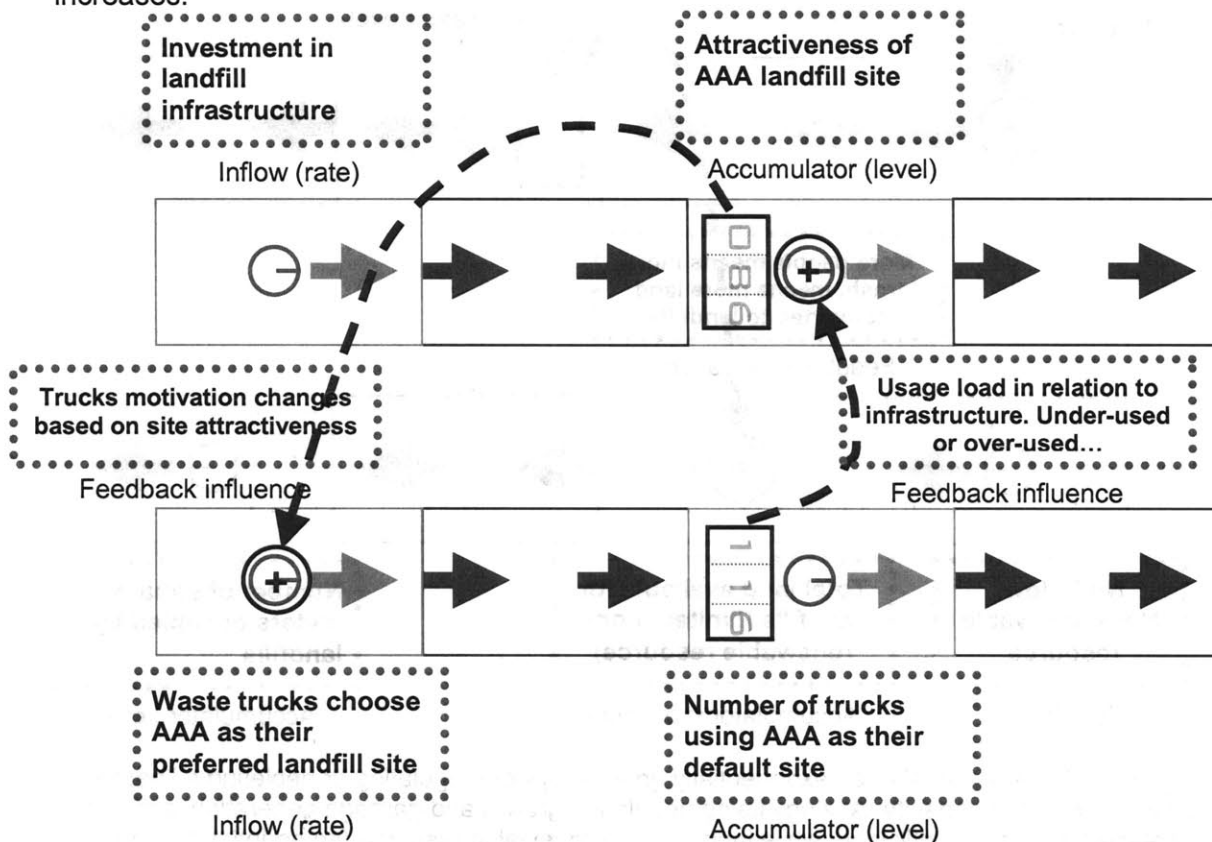 increases.
Investment in
landfill
infrastructure
Attractiveness of
AAA landfill site
Inflow (rate)
Accumulator (level)
086
+
Trucks motivation changes
based on site attractiveness
Usage load in relation to
infrastructure. Under-used
or over-used…
Feedback influence
Feedback influence
+
116
Waste trucks choose
AAA as their
preferred landfill site
Number of trucks
using AAA as their
default site
Inflow (rate)
Accumulator (level)